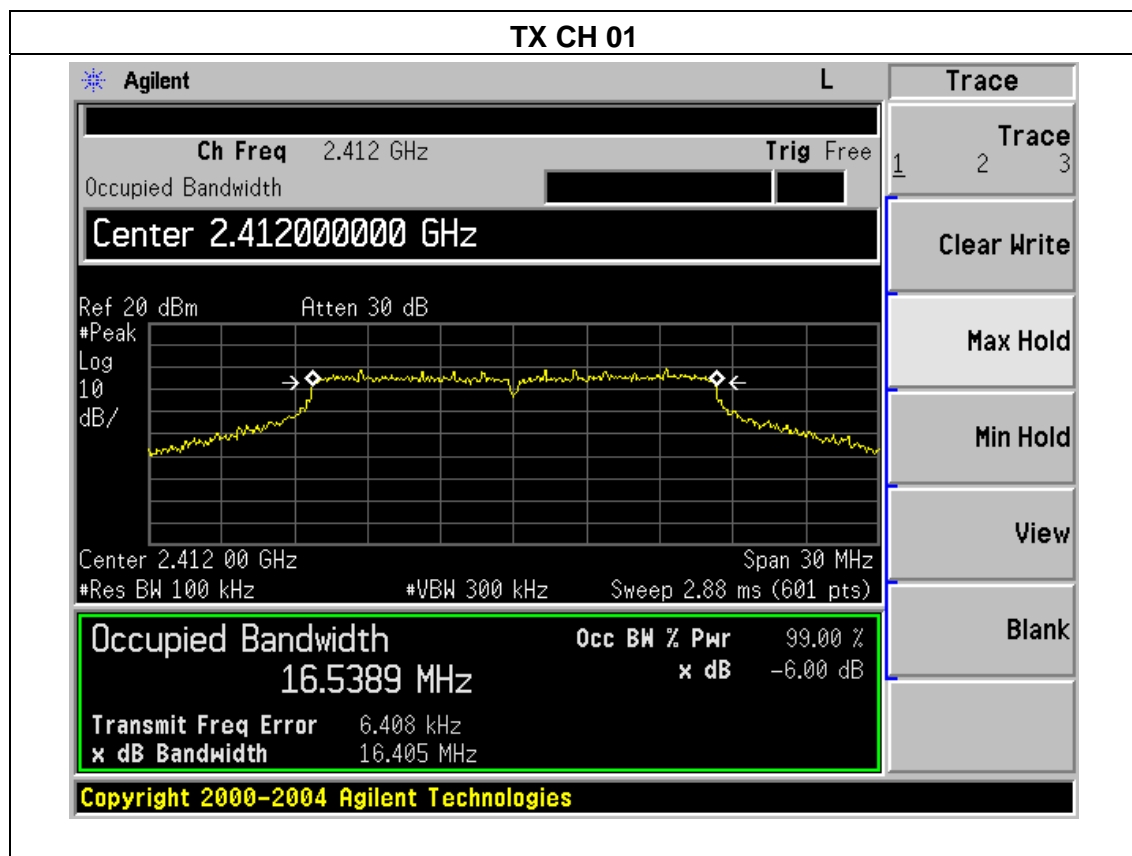 TX CH 01
Agilent L Trace
Ch Freq 2.412 GHz Trig Free
Occupied Bandwidth
Trace
1 2 3
Center 2.412000000 GHz
Clear Write
Ref 20 dBm Atten 30 dB
#Peak
Log
10
dB/
Max Hold
Min Hold
View
Center 2.412 00 GHz Span 30 MHz
#Res BW 100 kHz #VBW 300 kHz Sweep 2.88 ms (601 pts)
Blank
Occupied Bandwidth Occ BW % Pwr 99.00 %
16.5389 MHz x dB -6.00 dB
Transmit Freq Error 6.408 kHz
x dB Bandwidth 16.405 MHz
Copyright 2000-2004 Agilent Technologies